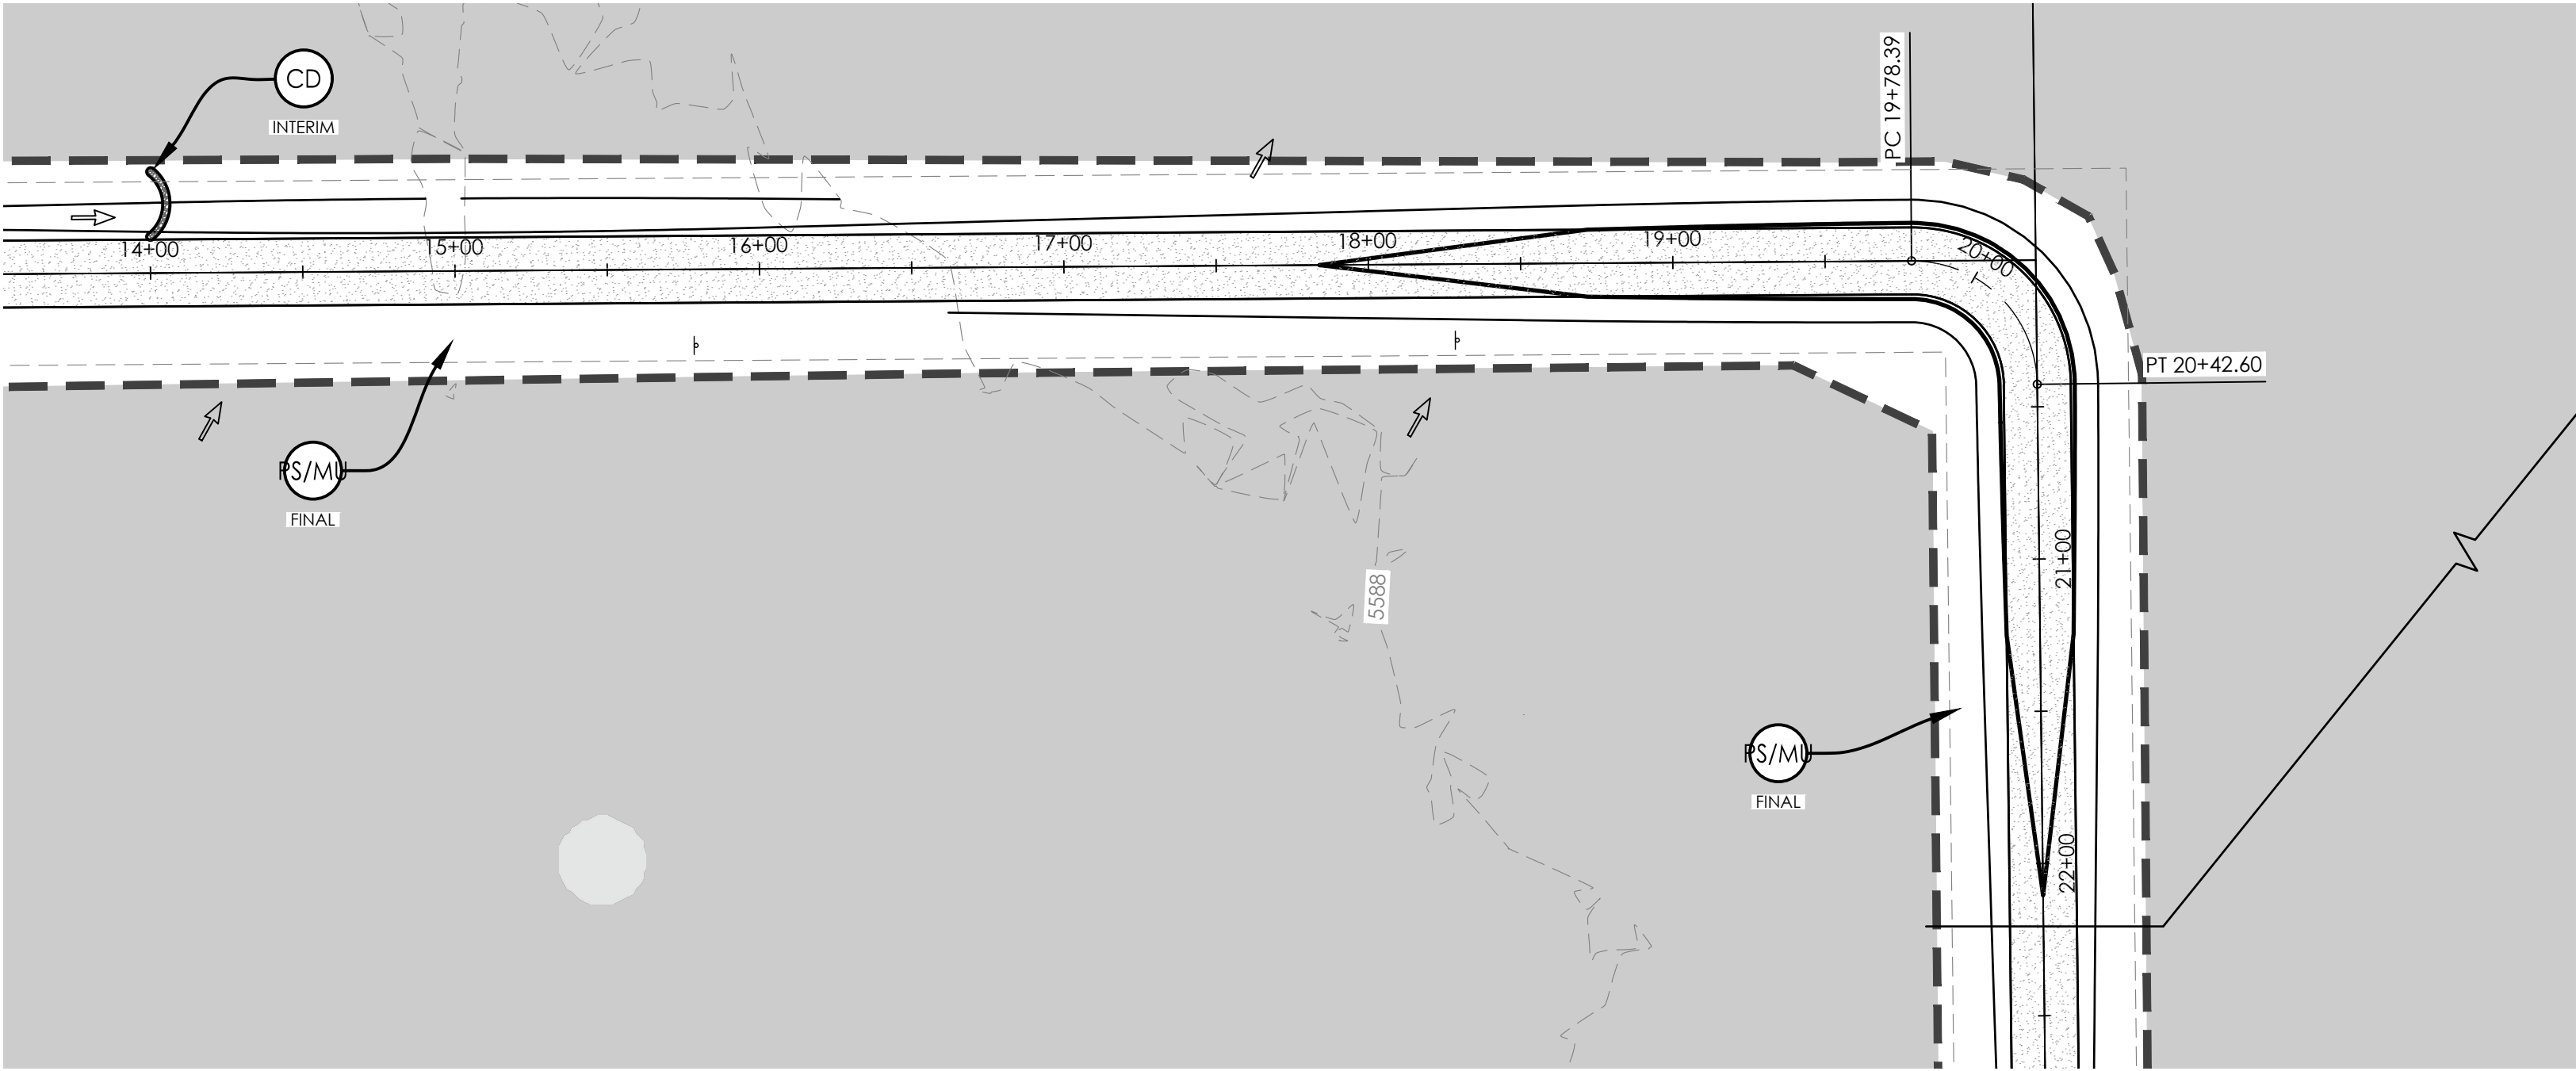 CD
INTERIM
PC 19+78.39
14+00
15+00
16+00
17+00
18+00
19+00
20+00
PT 20+42.60
PS/MU
FINAL
21+00
5588
PS/MU
FINAL
22+00